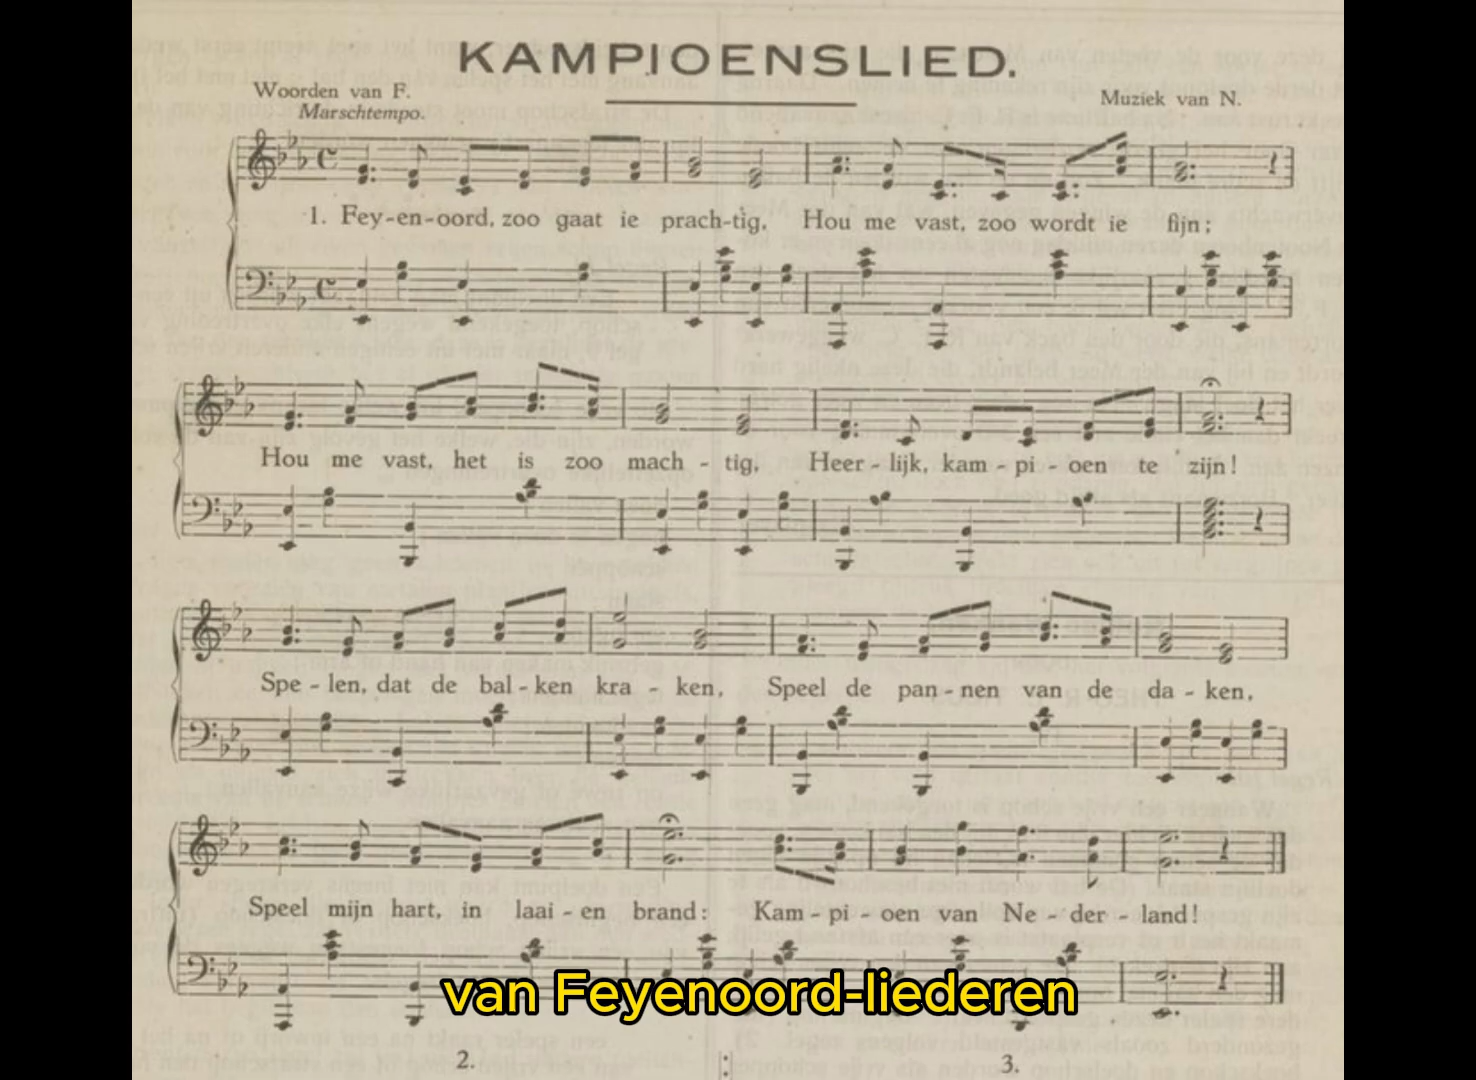 KAMPIOENSLIED.
Woorden van F.
Marschtempo.
Muziek van N.
1. Fey-en-oord, zoo gaat ie prach-tig, Hou me vast, zoo wordt ie fijn;
Hou me vast, het is zoo mach - tig, Heer - lijk, kam - pi - oen te zijn!
Spe - len, dat de bal - ken kra - ken, Speel de pan - nen van de da - ken,
Speel mijn hart, in laai - en brand: Kam - pi - oen van Ne - der - land!
van Feyenoord-liederen
2.
3.